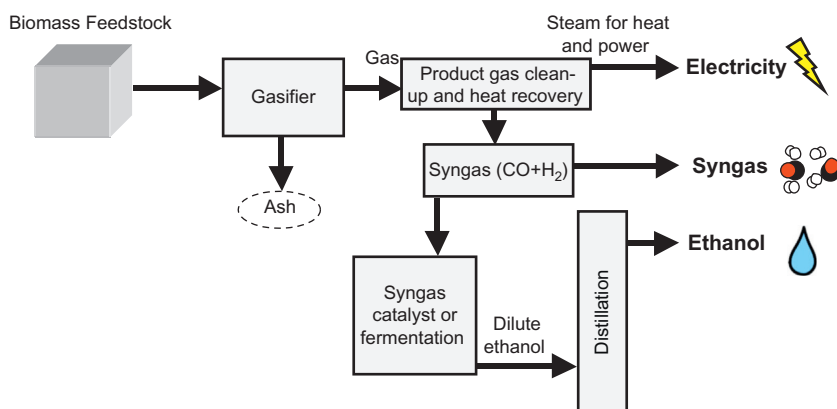 Biomass Feedstock
Steam for heat
and power
Gas
Electricity
Gasifier
Product gas clean-
up and heat recovery
Syngas (CO+H₂)
Syngas
Ash
Ethanol
Syngas
catalyst or
fermentation
Dilute
ethanol
Distillation